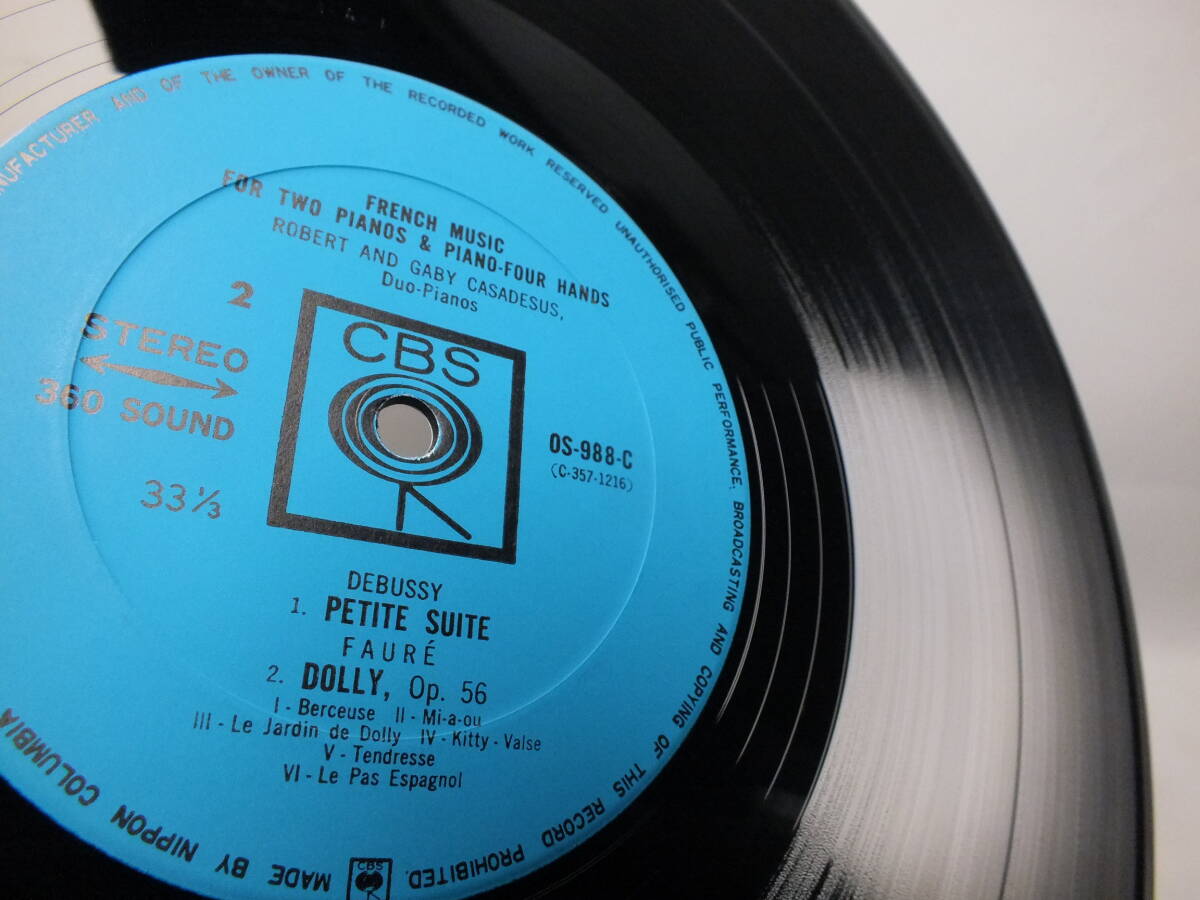 FRENCH MUSIC
FOR TWO PIANOS & PIANO-FOUR HANDS
ROBERT AND GABY CASADESUS,
Duo-Pianos
2
STEREO
360 SOUND
33⅓
CBS
OS-988-C
(C-357-1216)
DEBUSSY
1. PETITE SUITE
FAURÉ
2. DOLLY, Op. 56
I - Berceuse II - Mi-a-ou
III - Le Jardin de Dolly IV - Kitty - Valse
V - Tendresse
VI - Le Pas Espagnol
AND OF THE OWNER OF THE RECORDED WORK RESERVED UNAUTHORISED PUBLIC PERFORMANCE, BROADCASTING AND COPYING OF THIS RECORD PROHIBITED.
CBS
MADE BY NIPPON COLUMBIA